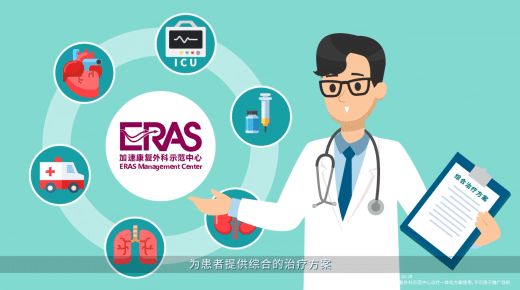 ICU
ERAS
加速康复外科示范中心
ERAS Management Center
综合治疗方案
为患者提供综合的治疗方案